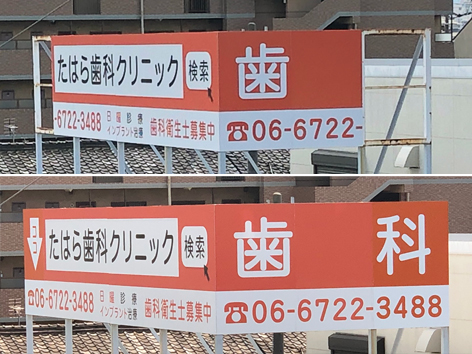 たはら歯科クリニック 検索
歯
-6722-3488 日曜診療
インプラント治療
歯科衛生士募集中
☎06-6722-
ココ
たはら歯科クリニック 検索
歯科
☎06-6722-3488 日曜診療
インプラント治療
歯科衛生士募集中
☎06-6722-3488